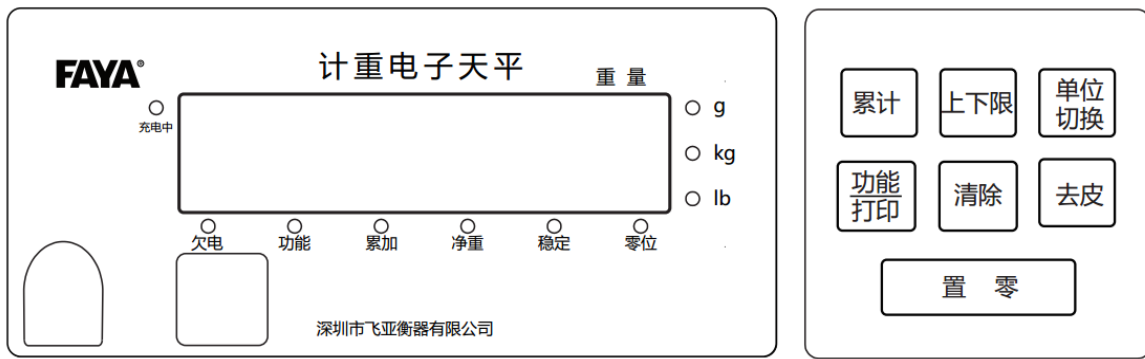 FAYA®
计重电子天平
重量
充电中
g
kg
lb
欠电 功能 累加 净重 稳定 零位
深圳市飞亚衡器有限公司
累计 上下限 单位切换
功能打印 清除 去皮
置零